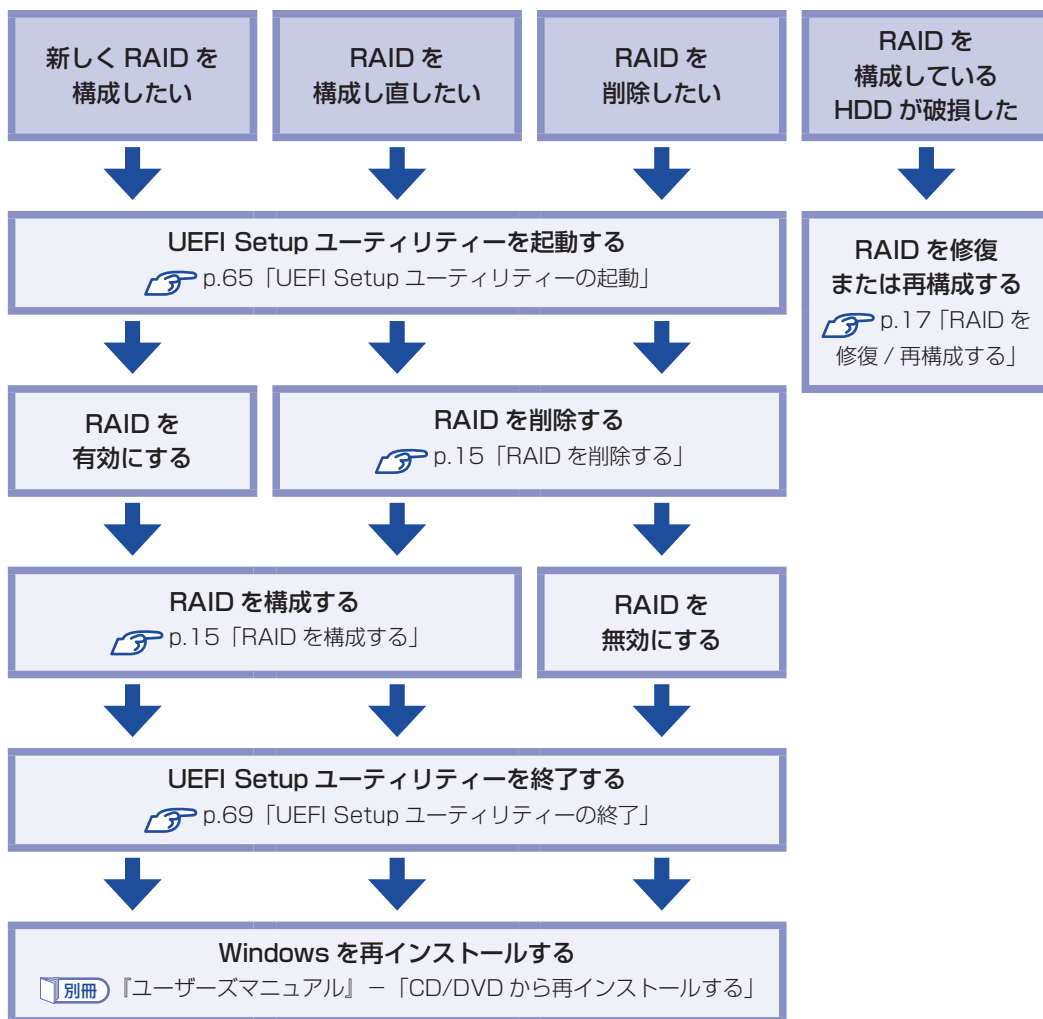 新しく RAID を
構成したい
RAID を
構成し直したい
RAID を
削除したい
RAID を
構成している
HDD が破損した
UEFI Setup ユーティリティーを起動する
p.65「UEFI Setup ユーティリティーの起動」
RAID を修復
または再構成する
p.17「RAID を
修復 / 再構成する」
RAID を
有効にする
RAID を削除する
p.15「RAID を削除する」
RAID を構成する
p.15「RAID を構成する」
RAID を
無効にする
UEFI Setup ユーティリティーを終了する
p.69「UEFI Setup ユーティリティーの終了」
Windows を再インストールする
別冊 『ユーザーズマニュアル』－「CD/DVD から再インストールする」